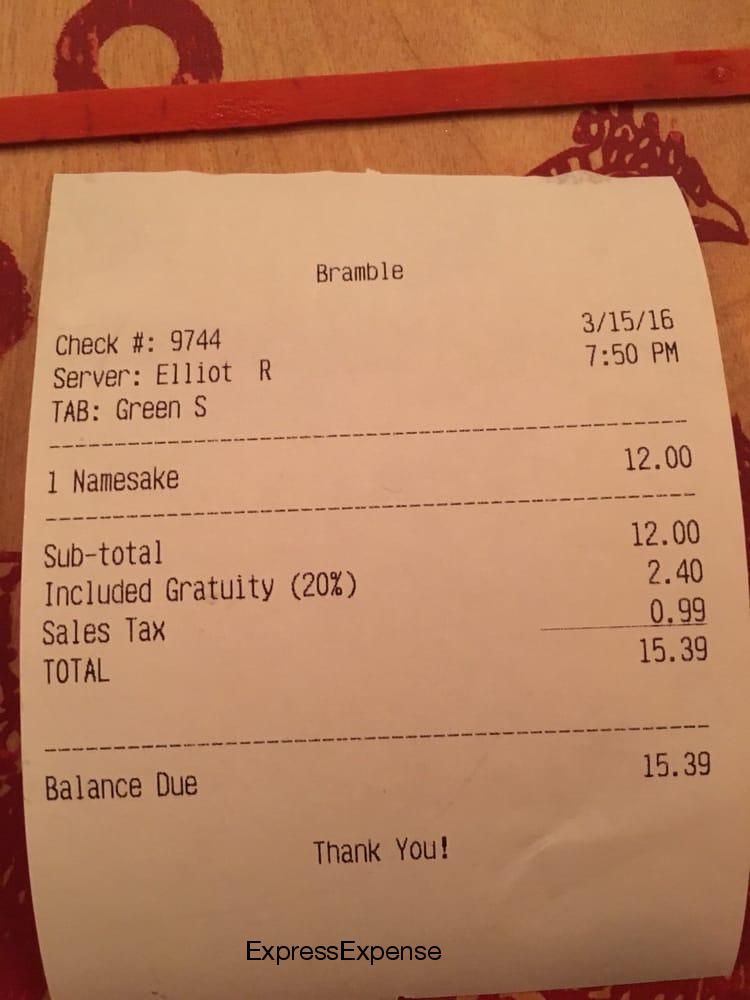 Bramble
3/15/16
Check #: 9744
7:50 PM
Server: Elliot R
TAB: Green S
1 Namesake 12.00
Sub-total 12.00
Included Gratuity (20%) 2.40
Sales Tax 0.99
TOTAL 15.39
Balance Due 15.39
Thank You!
ExpressExpense